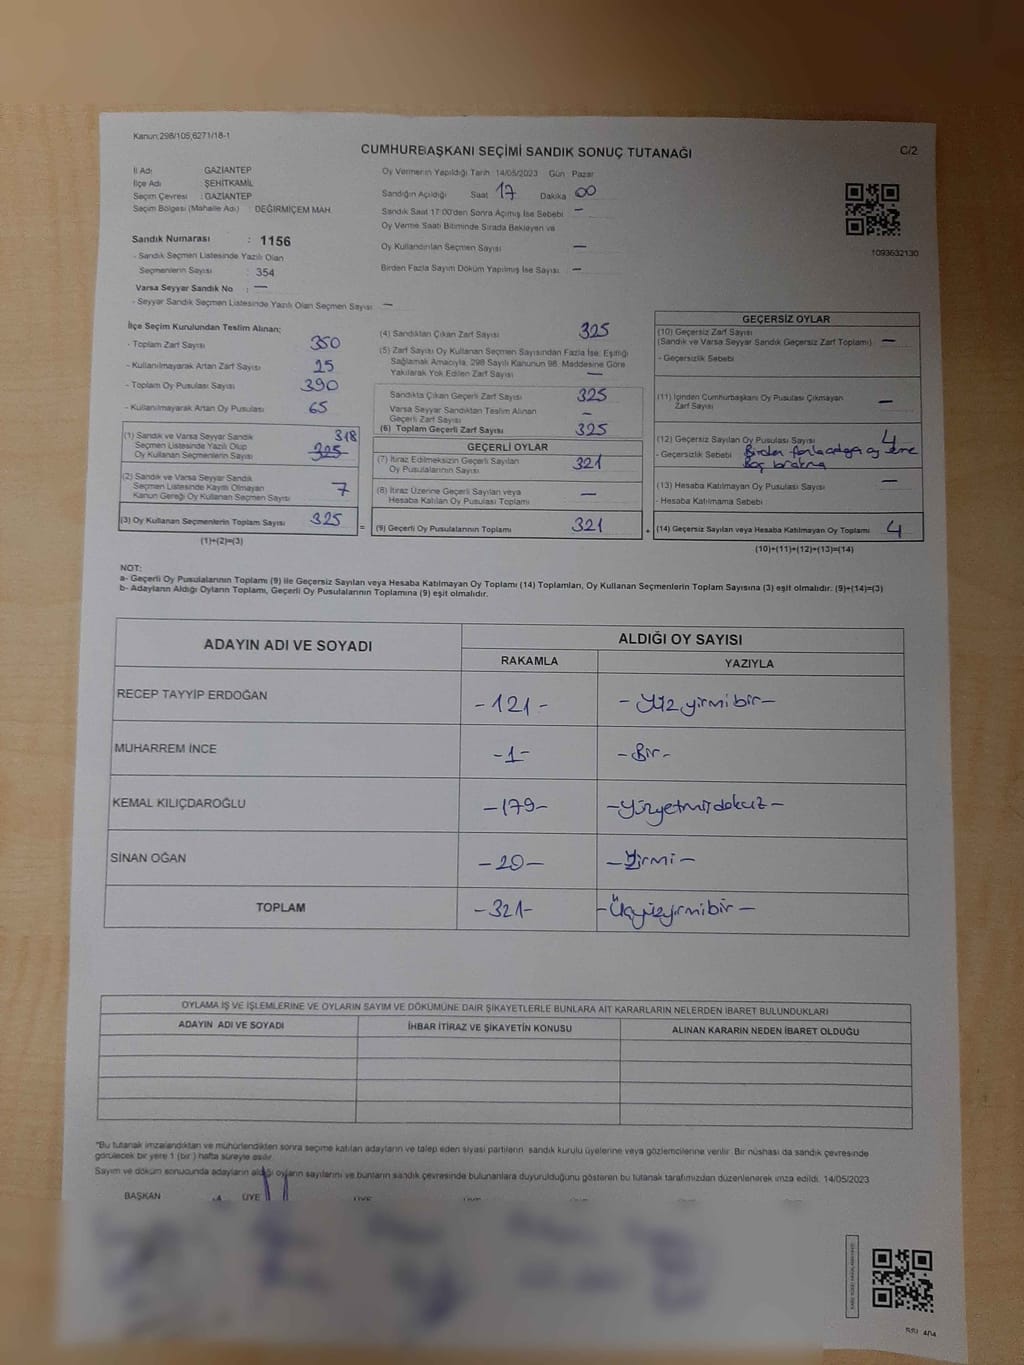 Kanun:298/105,6271/18-1
CUMHURBAŞKANI SEÇİMİ SANDIK SONUÇ TUTANAĞI
C/2
İl Adı : GAZİANTEP
İlçe Adı : ŞEHİTKAMİL
Seçim Çevresi : GAZİANTEP
Seçim Bölgesi (Mahalle Adı) : DEĞİRMİÇEM MAH.
Sandık Numarası : 1156
- Sandık Seçmen Listesinde Yazılı Olan
Seçmenlerin Sayısı : 354
Varsa Seyyar Sandık No : —
- Seyyar Sandık Seçmen Listesinde Yazılı Olan Seçmen Sayısı : —
Oy Vermenin Yapıldığı Tarih 14/05/2023 Gün Pazar
Sandığın Açıldığı Saat 17 Dakika 00
Sandık Saat 17:00'den Sonra Açılmış İse Sebebi —
Oy Verme Saati Bitiminde Sırada Bekleyen ve
Oy Kullandırılan Seçmen Sayısı —
Birden Fazla Sayım Döküm Yapılmış İse Sayısı —
1093632130
İlçe Seçim Kurulundan Teslim Alınan;
- Toplam Zarf Sayısı 350
- Kullanılmayarak Artan Zarf Sayısı 25
- Toplam Oy Pusulası Sayısı 390
- Kullanılmayarak Artan Oy Pusulası 65
(1) Sandık ve Varsa Seyyar Sandık 318
Seçmen Listesinde Yazılı Olup
Oy Kullanan Seçmenlerin Sayısı 325
(2) Sandık ve Varsa Seyyar Sandık
Seçmen Listesinde Kayıtlı Olmayan
Kanun Gereği Oy Kullanan Seçmen Sayısı 7
(3) Oy Kullanan Seçmenlerin Toplam Sayısı 325
(1)+(2)=(3)
=
(4) Sandıktan Çıkan Zarf Sayısı 325
(5) Zarf Sayısı Oy Kullanan Seçmen Sayısından Fazla İse, Eşitliği
Sağlamak Amacıyla, 298 Sayılı Kanunun 98. Maddesine Göre
Yakılarak Yok Edilen Zarf Sayısı —
Sandıkta Çıkan Geçerli Zarf Sayısı 325
Varsa Seyyar Sandıktan Teslim Alınan
Geçerli Zarf Sayısı —
(6) Toplam Geçerli Zarf Sayısı 325
GEÇERLİ OYLAR
(7) İtiraz Edilmeksizin Geçerli Sayılan
Oy Pusulalarının Sayısı 321
(8) İtiraz Üzerine Geçerli Sayılan veya
Hesaba Katılan Oy Pusulası Toplamı —
(9) Geçerli Oy Pusulalarının Toplamı 321
+
GEÇERSİZ OYLAR
(10) Geçersiz Zarf Sayısı
(Sandık ve Varsa Seyyar Sandık Geçersiz Zarf Toplamı) —
- Geçersizlik Sebebi
(11) İçinden Cumhurbaşkanı Oy Pusulası Çıkmayan
Zarf Sayısı —
(12) Geçersiz Sayılan Oy Pusulası Sayısı 4
- Geçersizlik Sebebi Birden fazla adaya oy verme
Boş bırakma
(13) Hesaba Katılmayan Oy Pusulası Sayısı —
- Hesaba Katılmama Sebebi
(14) Geçersiz Sayılan veya Hesaba Katılmayan Oy Toplamı 4
(10)+(11)+(12)+(13)=(14)
NOT:
a- Geçerli Oy Pusulalarının Toplamı (9) ile Geçersiz Sayılan veya Hesaba Katılmayan Oy Toplamı (14) Toplamları, Oy Kullanan Seçmenlerin Toplam Sayısına (3) eşit olmalıdır. (9)+(14)=(3)
b- Adayların Aldığı Oyların Toplamı, Geçerli Oy Pusulalarının Toplamına (9) eşit olmalıdır.
ADAYIN ADI VE SOYADI
ALDIĞI OY SAYISI
RAKAMLA YAZIYLA
RECEP TAYYİP ERDOĞAN -121- -Yüz yirmi bir-
MUHARREM İNCE -1- -Bir-
KEMAL KILIÇDAROĞLU -179- -Yüzyetmişdokuz-
SİNAN OĞAN -20- -Yirmi-
TOPLAM -321- -Üçyüzyirmibir-
OYLAMA İŞ VE İŞLEMLERİNE VE OYLARIN SAYIM VE DÖKÜMÜNE DAİR ŞİKAYETLERLE BUNLARA AİT KARARLARIN NELERDEN İBARET BULUNDUKLARI
ADAYIN ADI VE SOYADI İHBAR İTİRAZ VE ŞİKAYETİN KONUSU ALINAN KARARIN NEDEN İBARET OLDUĞU
*Bu tutanak imzalandıktan ve mühürlendikten sonra seçime katılan adayların ve talep eden siyasi partilerin sandık kurulu üyelerine veya gözlemcilerine verilir. Bir nüshası da sandık çevresinde
görülecek bir yere 1 (bir) hafta süreyle asılır.
Sayım ve döküm sonucunda adayların aldığı oyların sayılarını ve bunların sandık çevresinde bulunanlara duyurulduğunu gösteren bu tutanak tarafımızdan düzenlenerek imza edildi. 14/05/2023
BAŞKAN ÜYE ÜYE